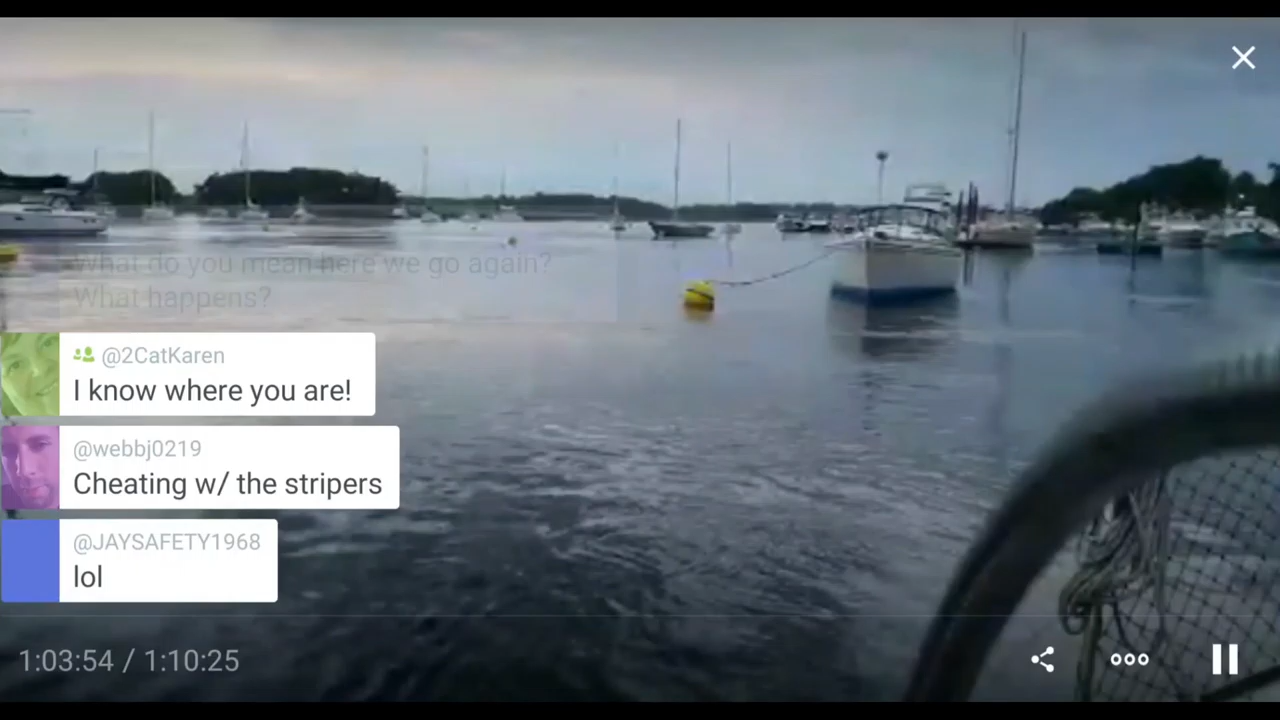 What do you mean here we go again?
What happens?
@2CatKaren
I know where you are!
@webbj0219
Cheating w/ the stripers
@JAYSAFETY1968
lol
1:03:54 / 1:10:25